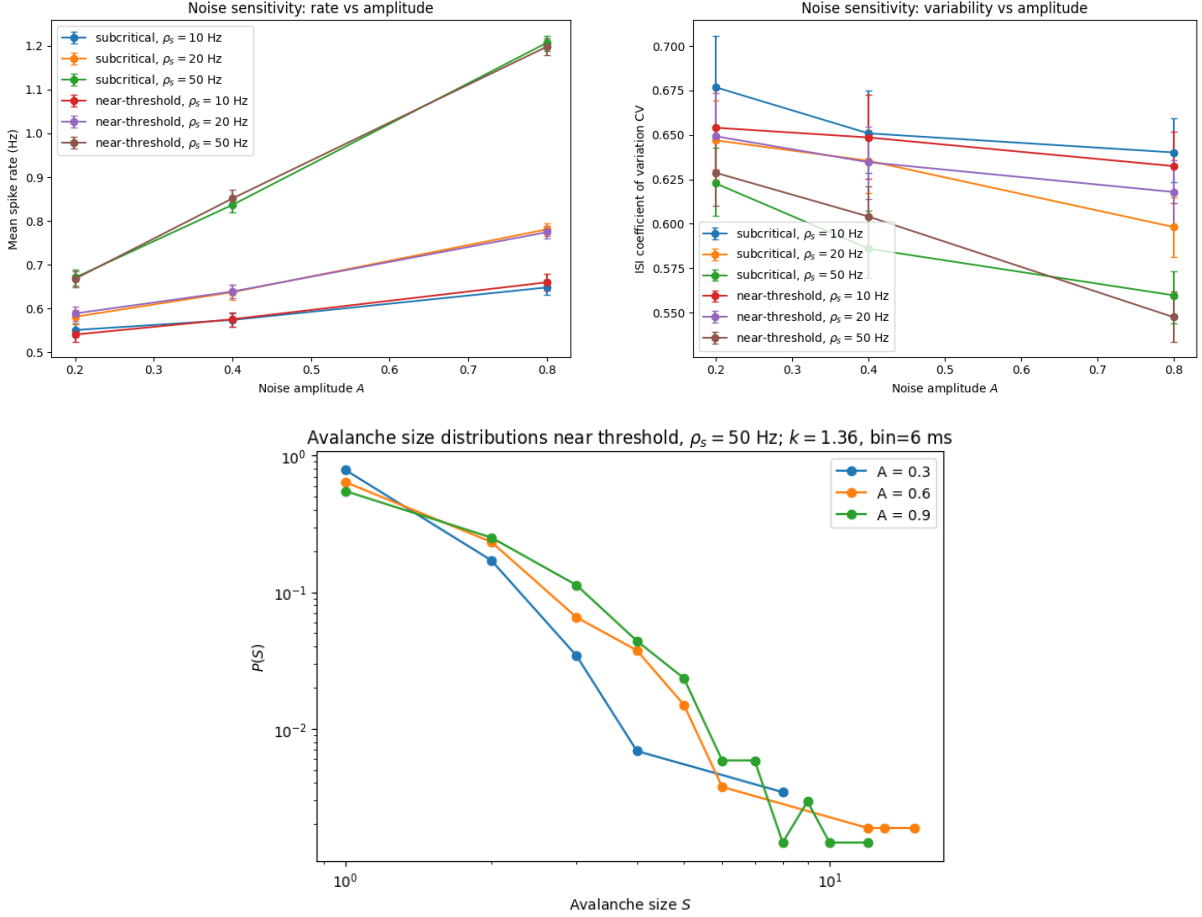 Noise sensitivity: rate vs amplitude
subcritical, ρₛ = 10 Hz
subcritical, ρₛ = 20 Hz
subcritical, ρₛ = 50 Hz
near-threshold, ρₛ = 10 Hz
near-threshold, ρₛ = 20 Hz
near-threshold, ρₛ = 50 Hz
Mean spike rate (Hz)
1.2
1.1
1.0
0.9
0.8
0.7
0.6
0.5
0.2 0.3 0.4 0.5 0.6 0.7 0.8
Noise amplitude A
Noise sensitivity: variability vs amplitude
ISI coefficient of variation CV
0.700
0.675
0.650
0.625
0.600
0.575
0.550
subcritical, ρₛ = 10 Hz
subcritical, ρₛ = 20 Hz
subcritical, ρₛ = 50 Hz
near-threshold, ρₛ = 10 Hz
near-threshold, ρₛ = 20 Hz
near-threshold, ρₛ = 50 Hz
0.2 0.3 0.4 0.5 0.6 0.7 0.8
Noise amplitude A
Avalanche size distributions near threshold, ρₛ = 50 Hz; k = 1.36, bin=6 ms
A = 0.3
A = 0.6
A = 0.9
P(S)
10⁰
10⁻¹
10⁻²
10⁰ 10¹
Avalanche size S